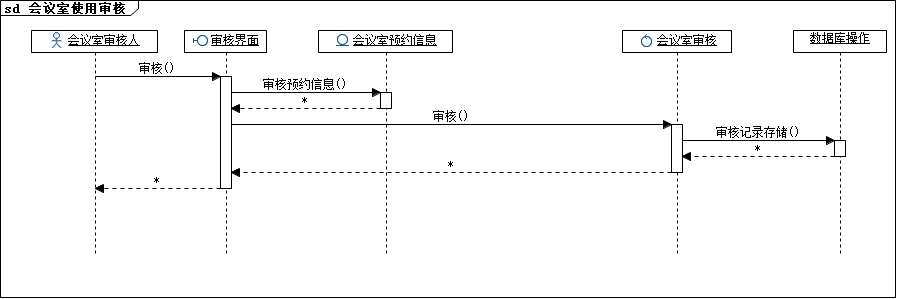 sd 会议室使用审核
会议室审核人
审核界面
会议室预约信息
会议室审核
数据库操作
审核()
审核预约信息()
*
审核()
审核记录存储()
*
*
*